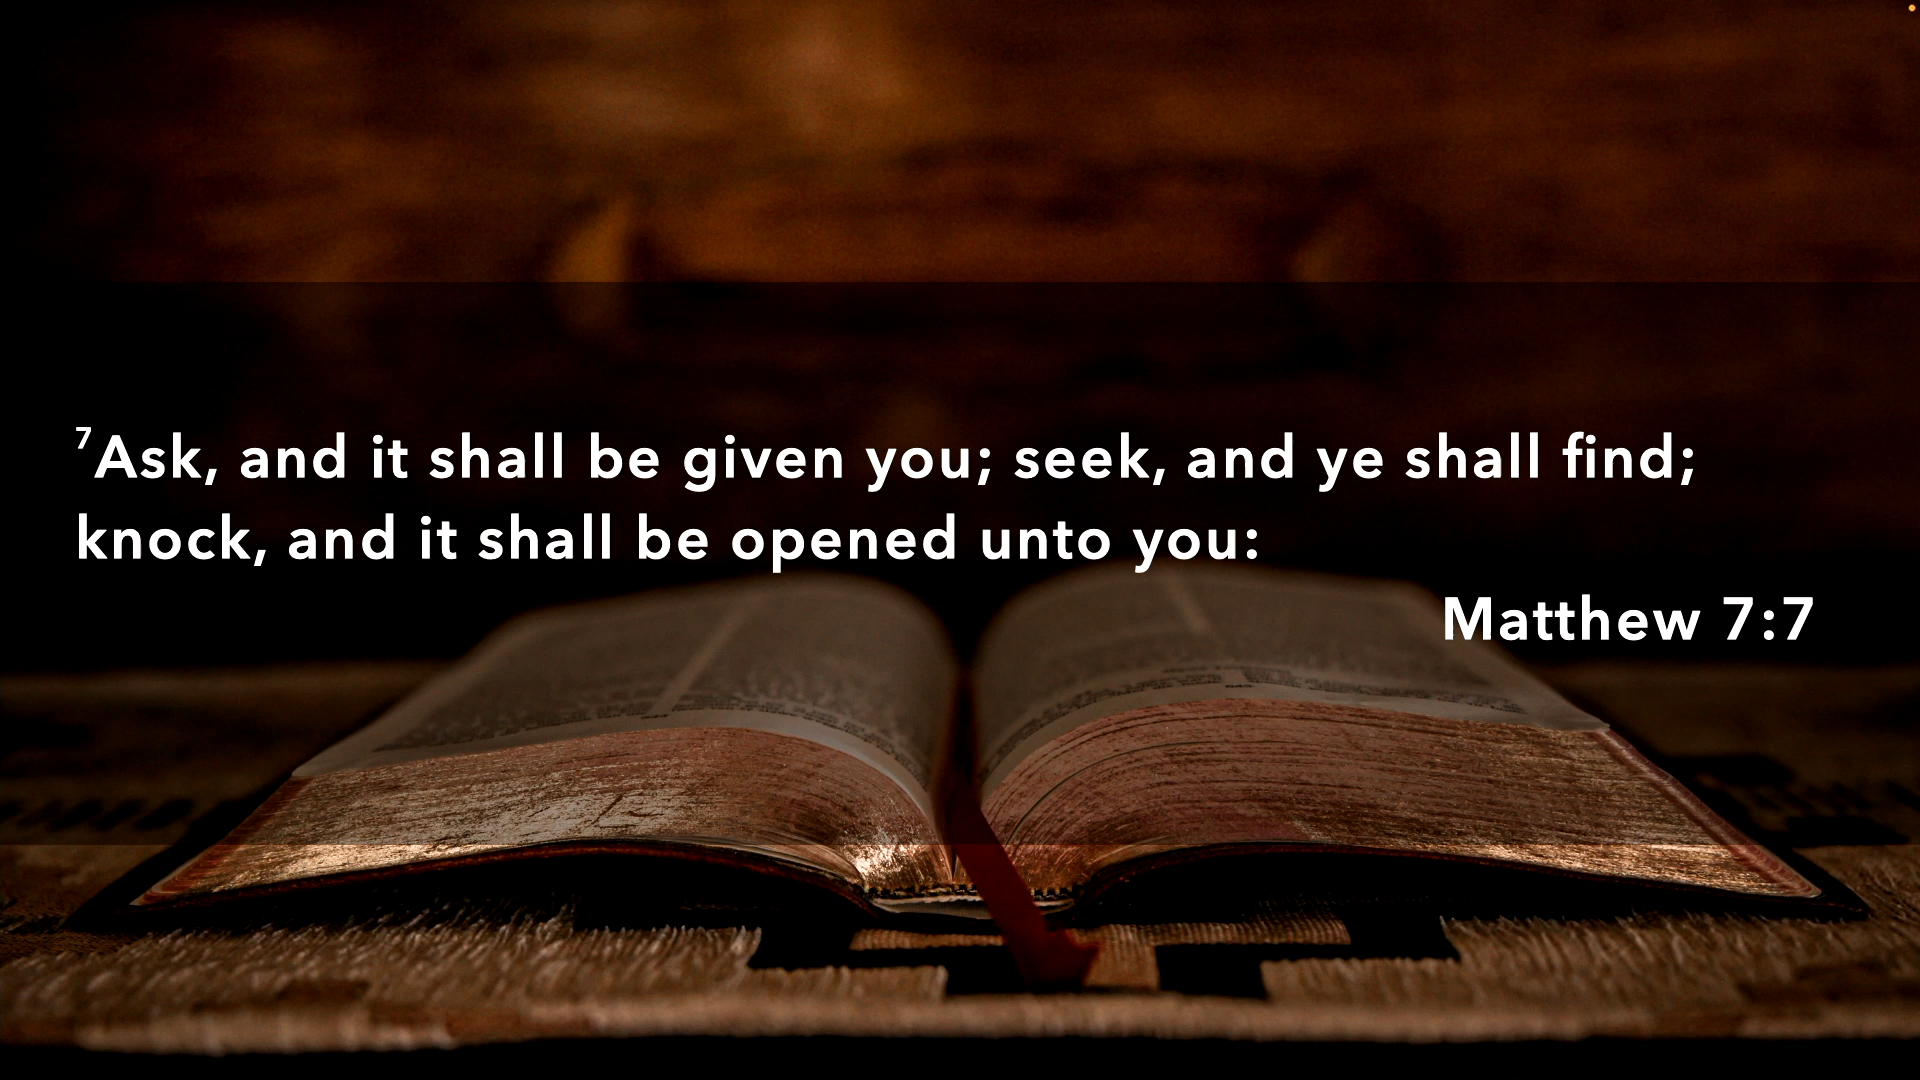 ⁷Ask, and it shall be given you; seek, and ye shall find;
knock, and it shall be opened unto you:
Matthew 7:7